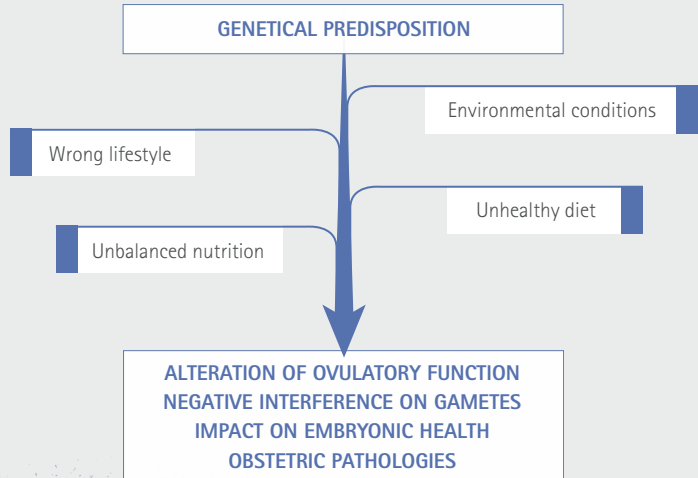 GENETICAL PREDISPOSITION
Environmental conditions
Wrong lifestyle
Unhealthy diet
Unbalanced nutrition
ALTERATION OF OVULATORY FUNCTION
NEGATIVE INTERFERENCE ON GAMETES
IMPACT ON EMBRYONIC HEALTH
OBSTETRIC PATHOLOGIES